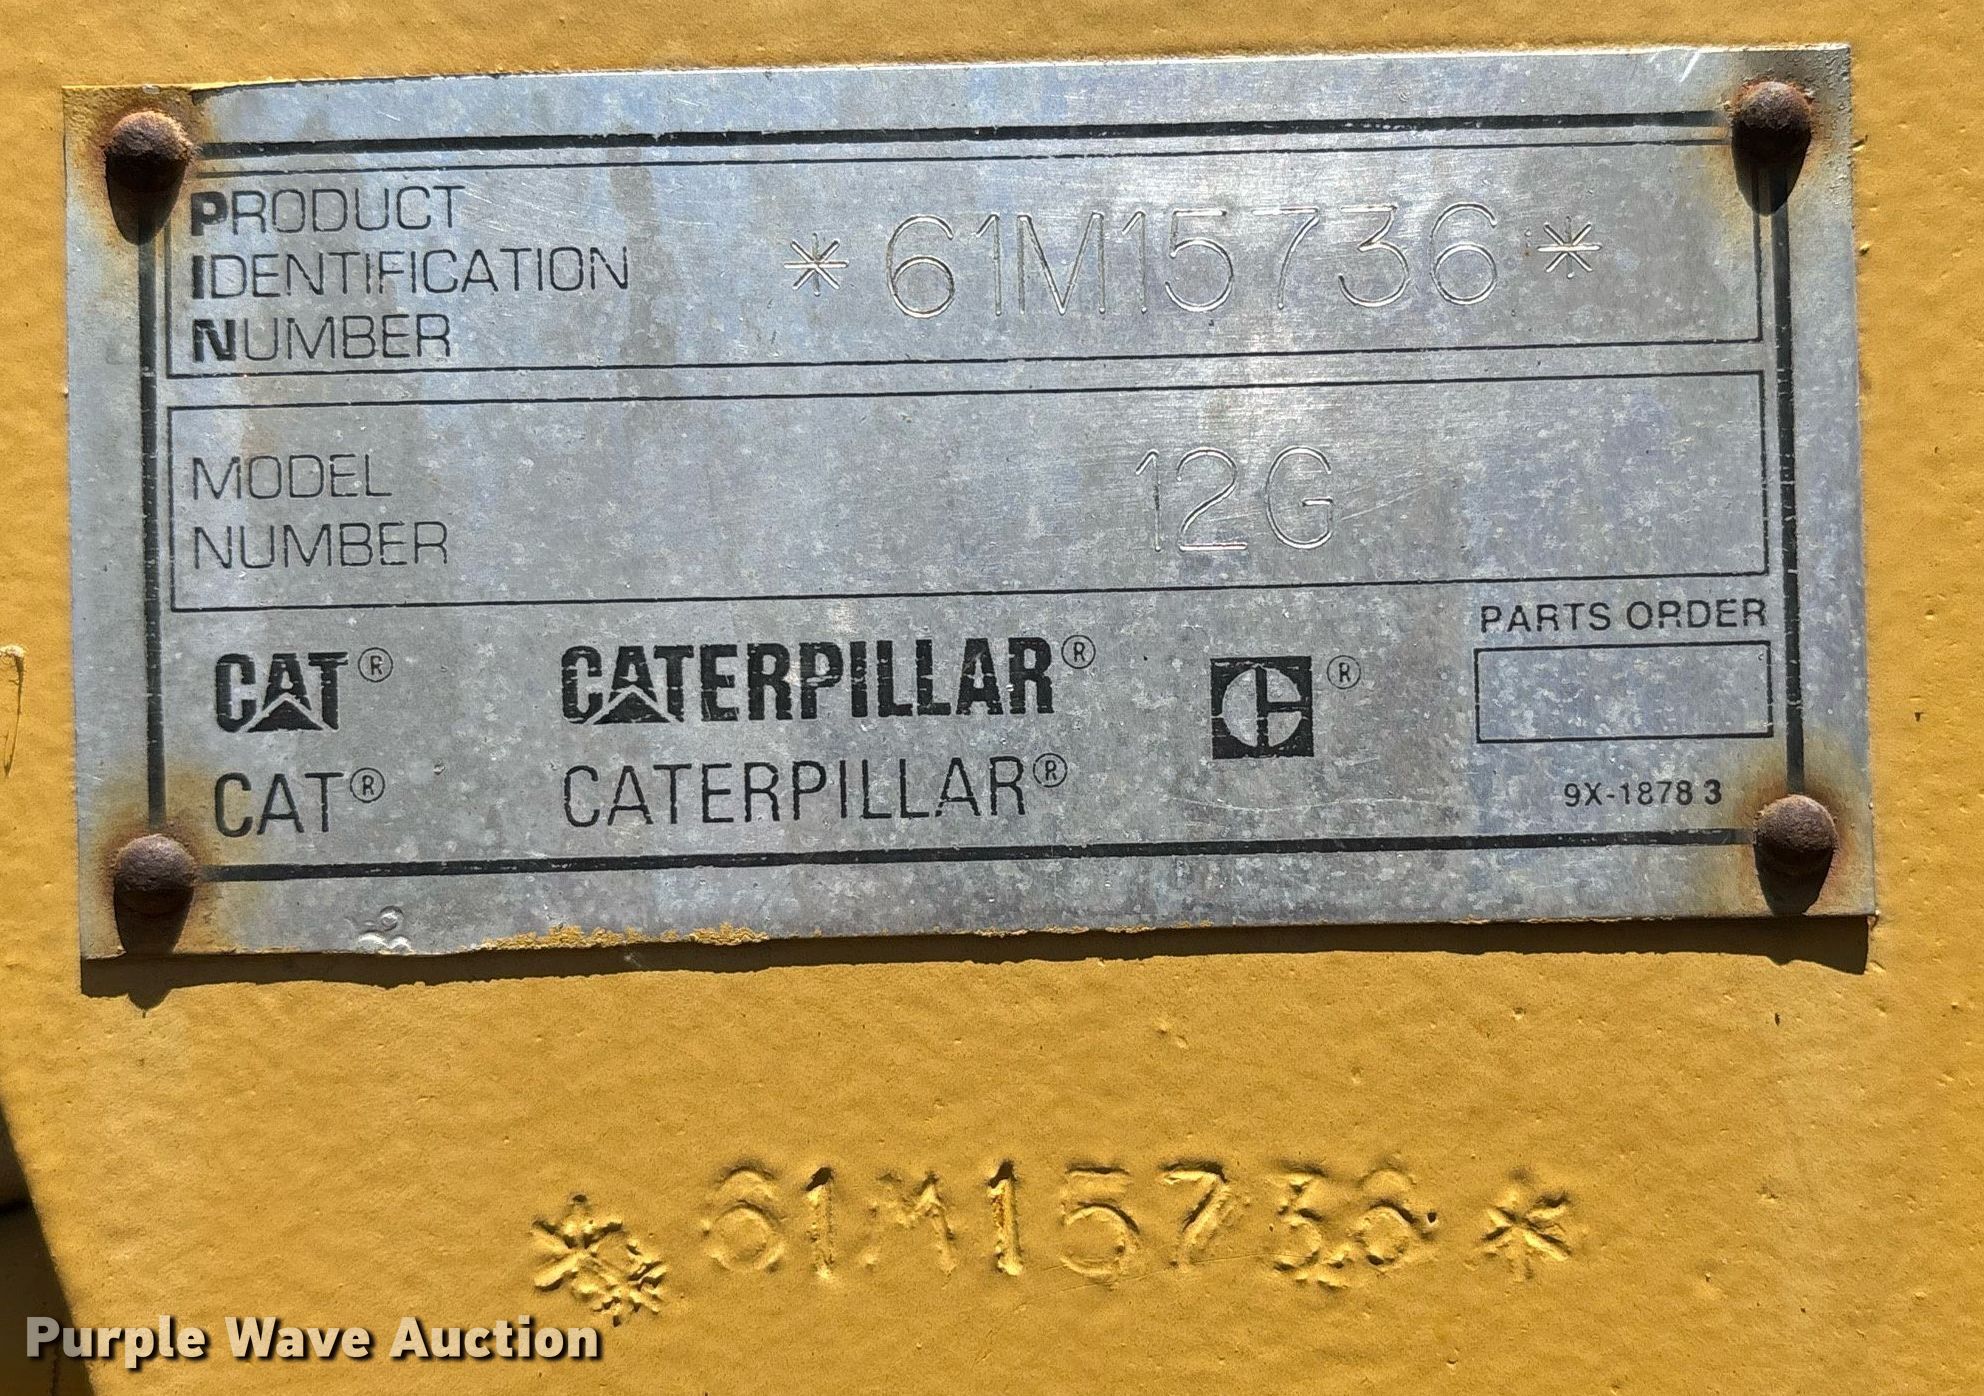 PRODUCT
IDENTIFICATION
NUMBER
*61M15736*
MODEL
NUMBER
12G
CAT® CATERPILLAR® ®
CAT® CATERPILLAR®
PARTS ORDER
9X-1878 3
*61M15736*
Purple Wave Auction